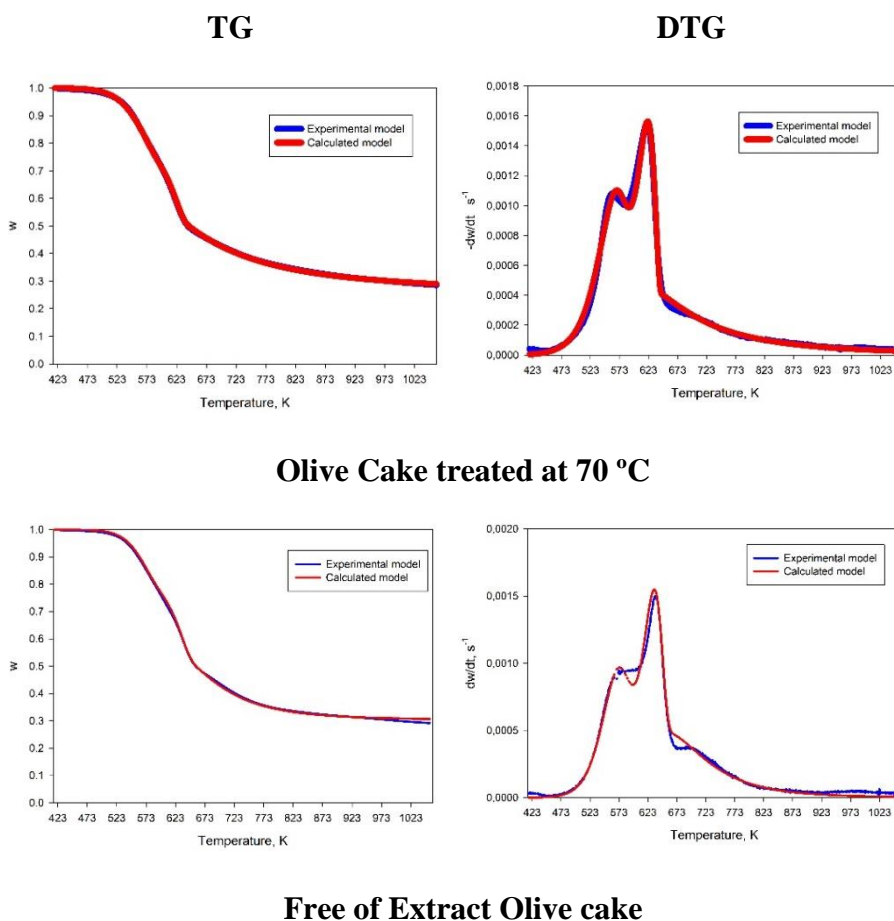 TG
DTG
1.0
0.9
0.8
0.7
0.6
0.5
0.4
0.3
0.2
0.1
0.0
w
Experimental model
Calculated model
423 473 523 573 623 673 723 773 823 873 923 973 1023
Temperature, K
0,0018
0,0016
0,0014
0,0012
0,0010
0,0008
0,0006
0,0004
0,0002
0,0000
-dw/dt s-1
Experimental model
Calculated model
423 473 523 573 623 673 723 773 823 873 923 973 1023
Temperature, K
Olive Cake treated at 70 ºC
1.0
0.9
0.8
0.7
0.6
0.5
0.4
0.3
0.2
0.1
0.0
w
Experimental model
Calculated model
423 473 523 573 623 673 723 773 823 873 923 973 1023
Temperature, K
0,0020
0,0015
0,0010
0,0005
0,0000
dw/dt, s-1
Experimental model
Calculated model
423 473 523 573 623 673 723 773 823 873 923 973 1023
Temperature, K
Free of Extract Olive cake